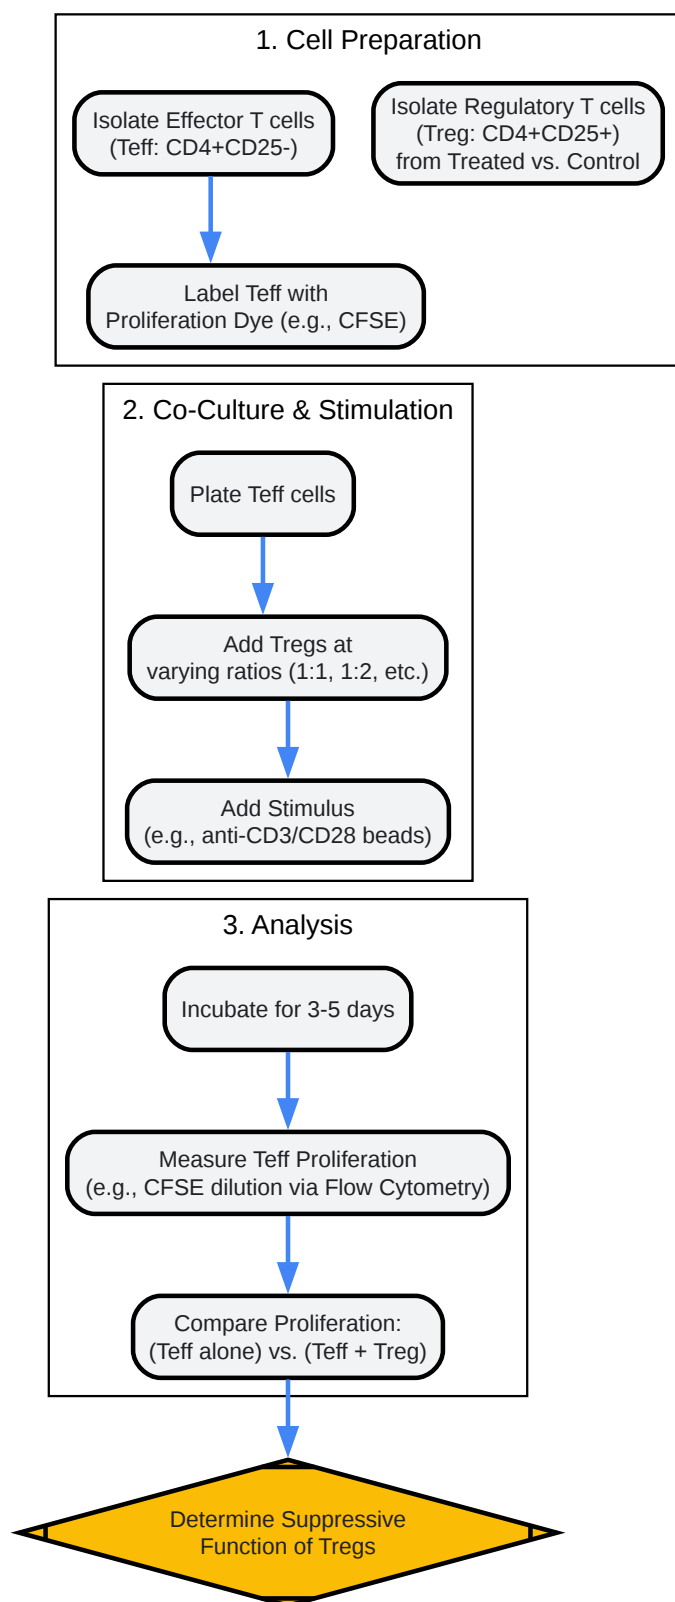 1. Cell Preparation
Isolate Effector T cells
(Teff: CD4+CD25-)
Isolate Regulatory T cells
(Treg: CD4+CD25+)
from Treated vs. Control
Label Teff with
Proliferation Dye (e.g., CFSE)
2. Co-Culture & Stimulation
Plate Teff cells
Add Tregs at
varying ratios (1:1, 1:2, etc.)
Add Stimulus
(e.g., anti-CD3/CD28 beads)
3. Analysis
Incubate for 3-5 days
Measure Teff Proliferation
(e.g., CFSE dilution via Flow Cytometry)
Compare Proliferation:
(Teff alone) vs. (Teff + Treg)
Determine Suppressive
Function of Tregs